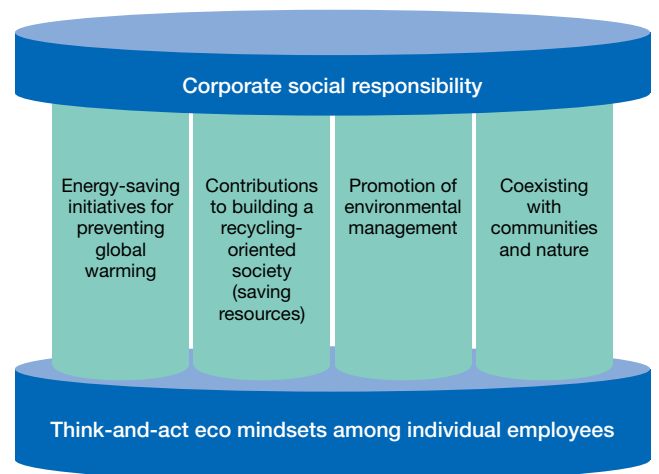 Corporate social responsibility
Energy-saving
initiatives for
preventing
global
warming
Contributions
to building a
recycling-
oriented
society
(saving
resources)
Promotion of
environmental
management
Coexisting
with
communities
and nature
Think-and-act eco mindsets among individual employees